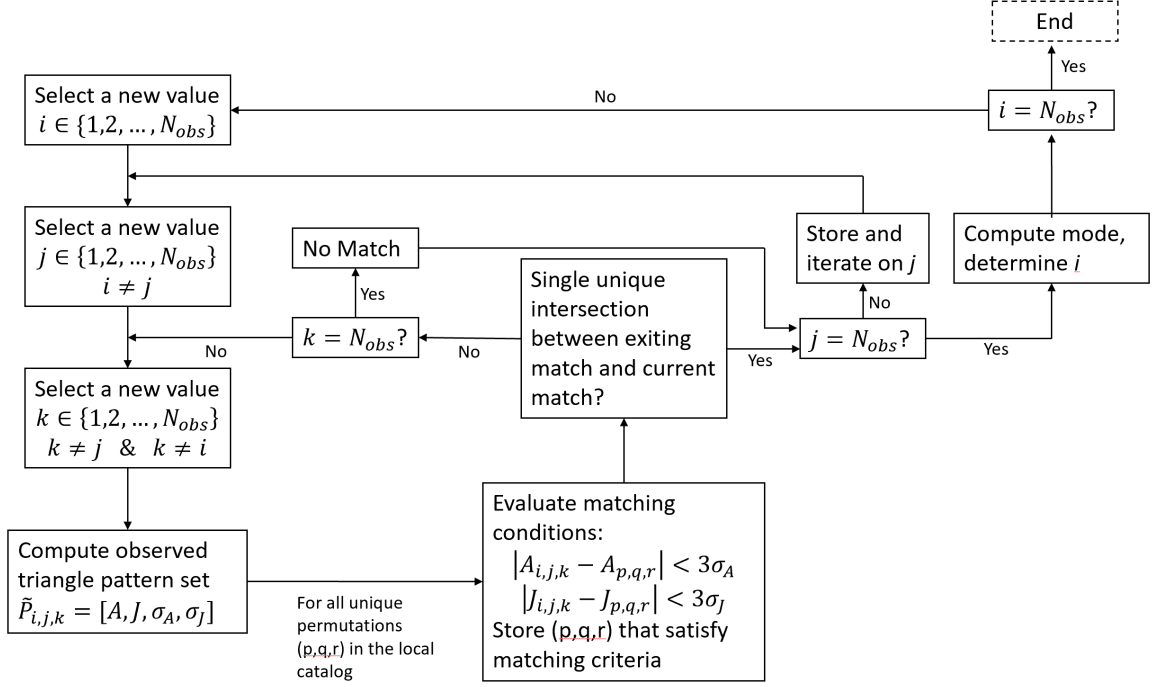 End
Yes
Select a new value
i ∈ {1,2, … , N_obs}
No
i = N_obs?
Select a new value
j ∈ {1,2, … , N_obs}
i ≠ j
No Match
Store and
iterate on j
Compute mode,
determine i
Single unique
intersection
between exiting
match and current
match?
Yes
No
k = N_obs?
No
No
Yes
j = N_obs?
Yes
Select a new value
k ∈ {1,2, … , N_obs}
k ≠ j & k ≠ i
Compute observed
triangle pattern set
P̃_i,j,k = [A, J, σ_A, σ_J]
For all unique
permutations
(p,q,r) in the local
catalog
Evaluate matching
conditions:
|A_i,j,k − A_p,q,r| < 3σ_A
|J_i,j,k − J_p,q,r| < 3σ_J
Store (p,q,r) that satisfy
matching criteria